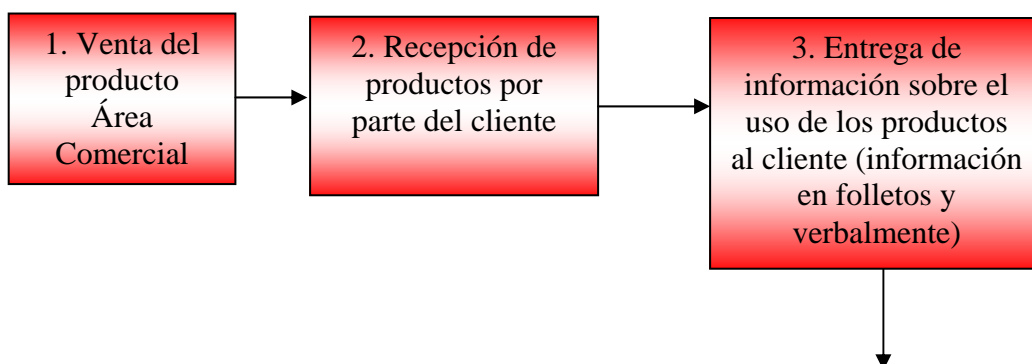 1. Venta del
producto
Área
Comercial
2. Recepción de
productos por
parte del cliente
3. Entrega de
información sobre el
uso de los productos
al cliente (información
en folletos y
verbalmente)